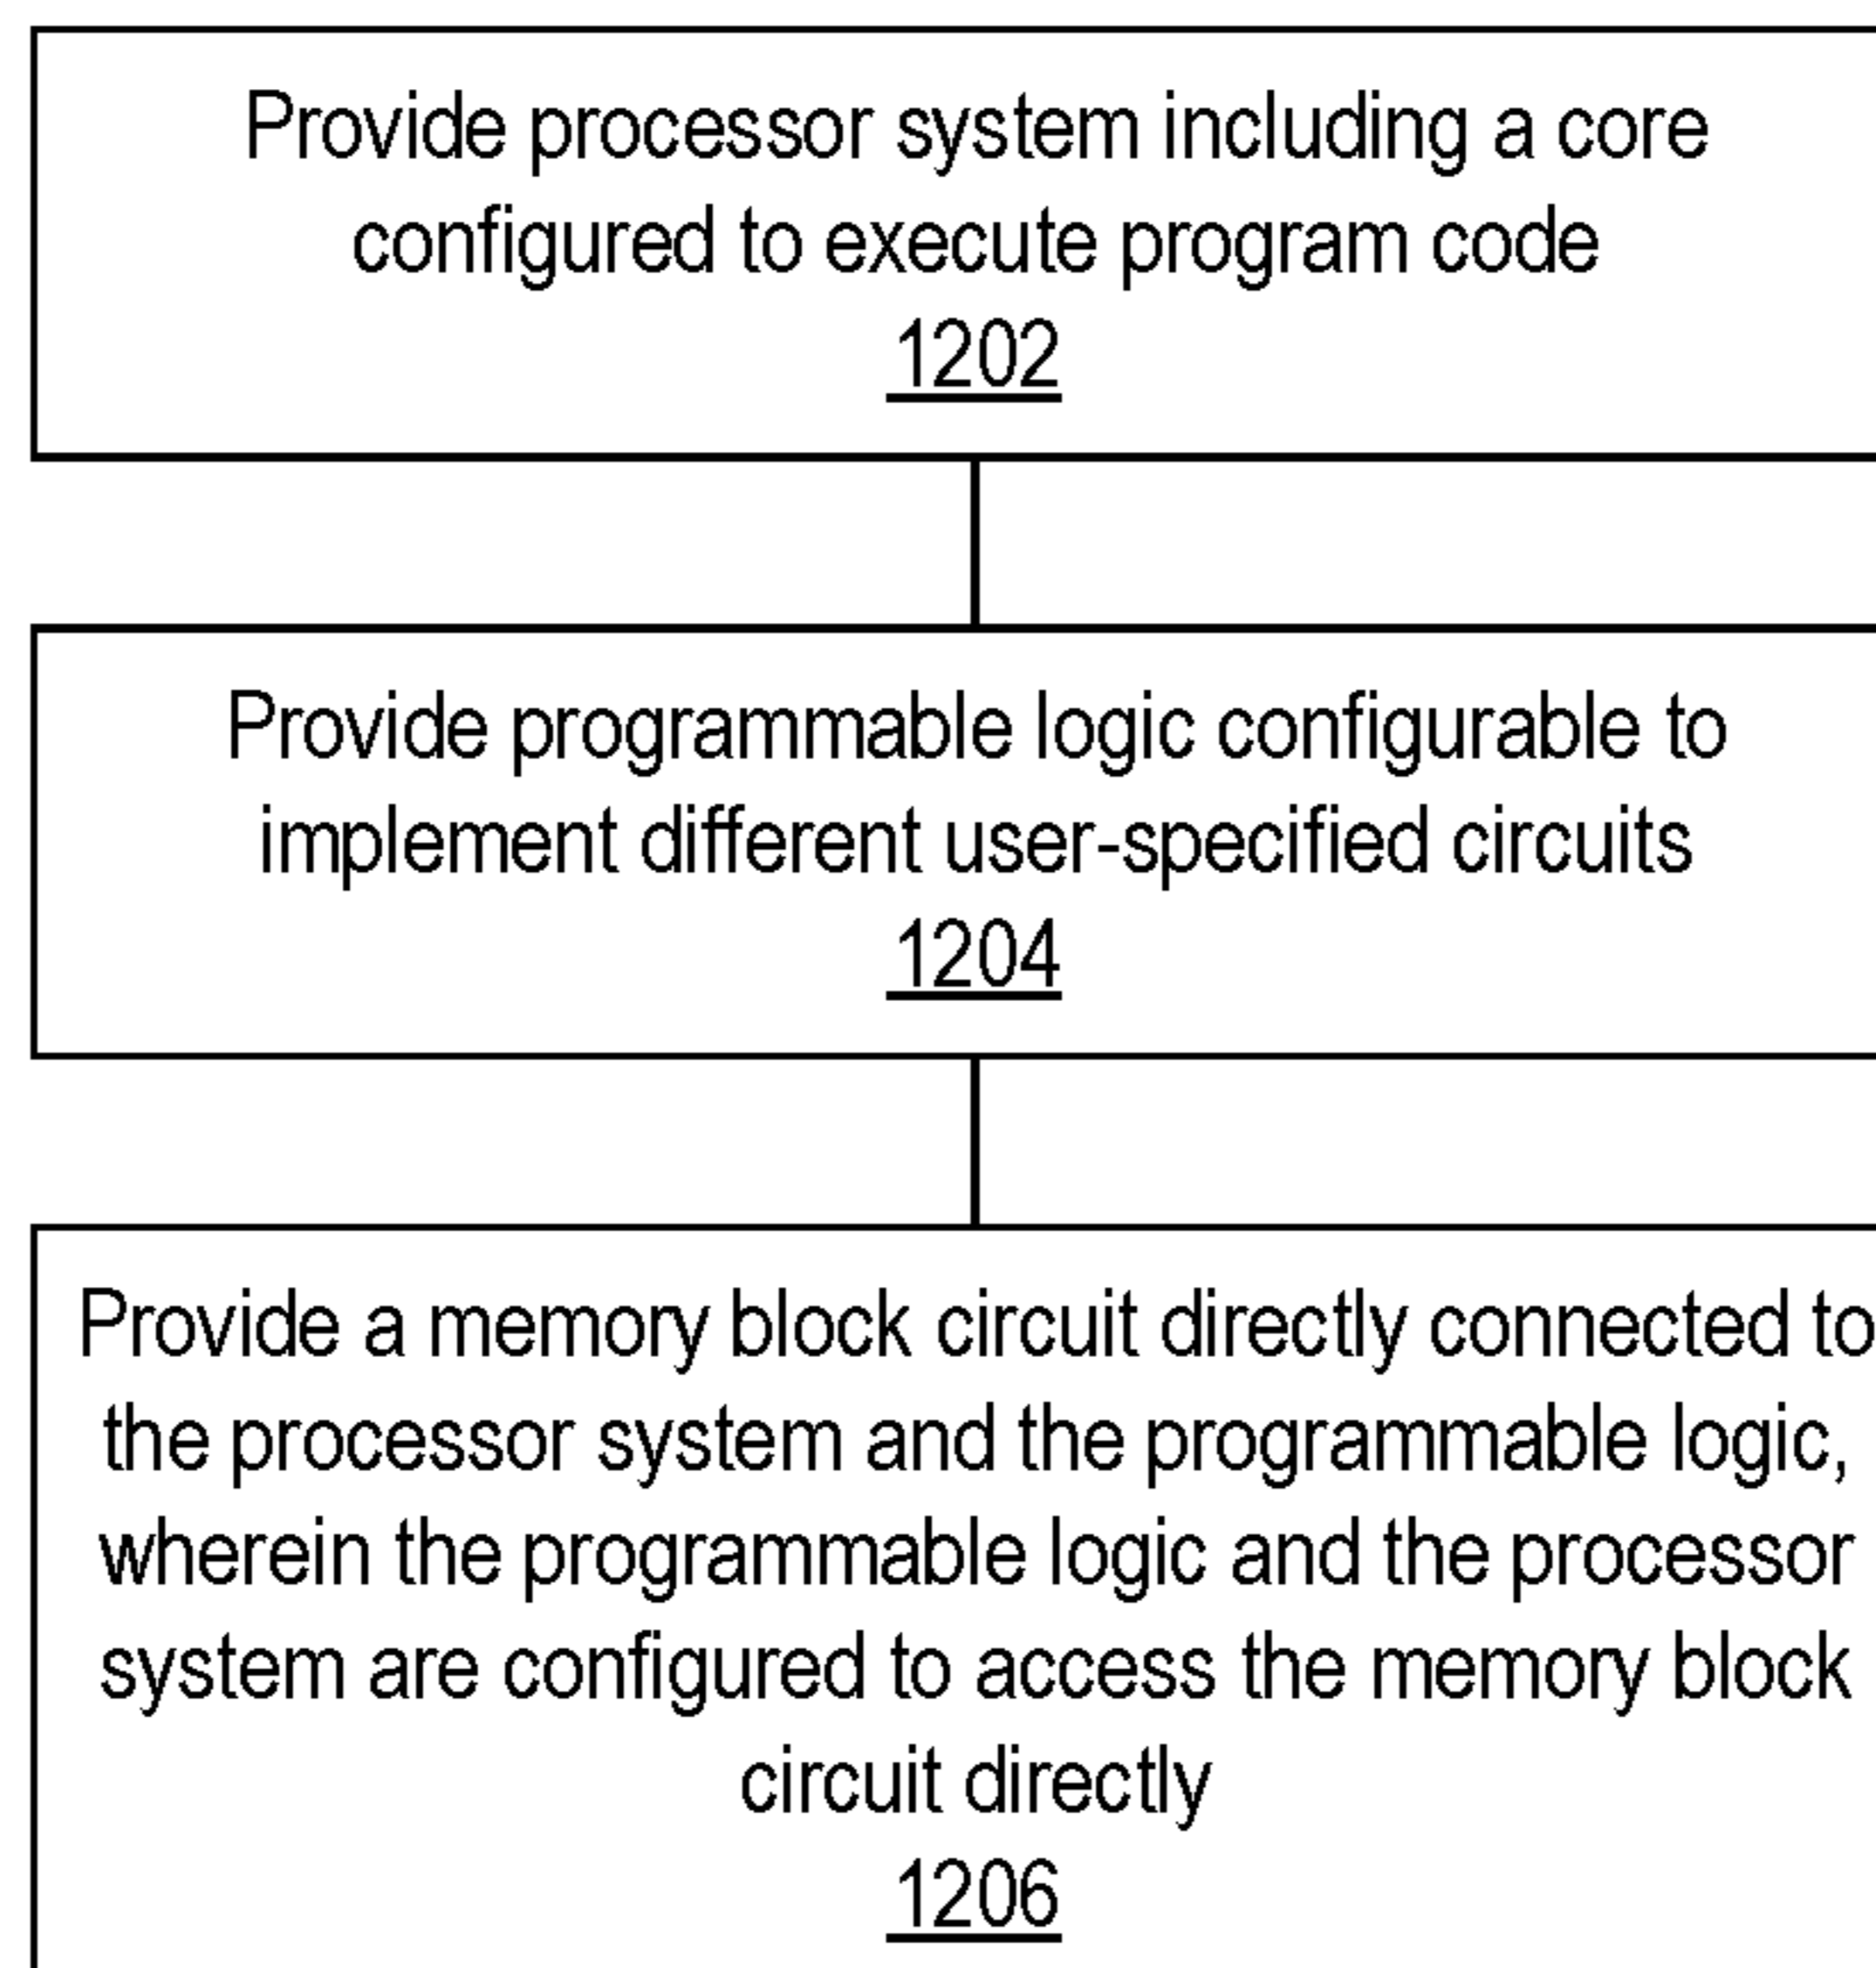 Provide processor system including a core
configured to execute program code
1202
Provide programmable logic configurable to
implement different user-specified circuits
1204
Provide a memory block circuit directly connected to
the processor system and the programmable logic,
wherein the programmable logic and the processor
system are configured to access the memory block
circuit directly
1206